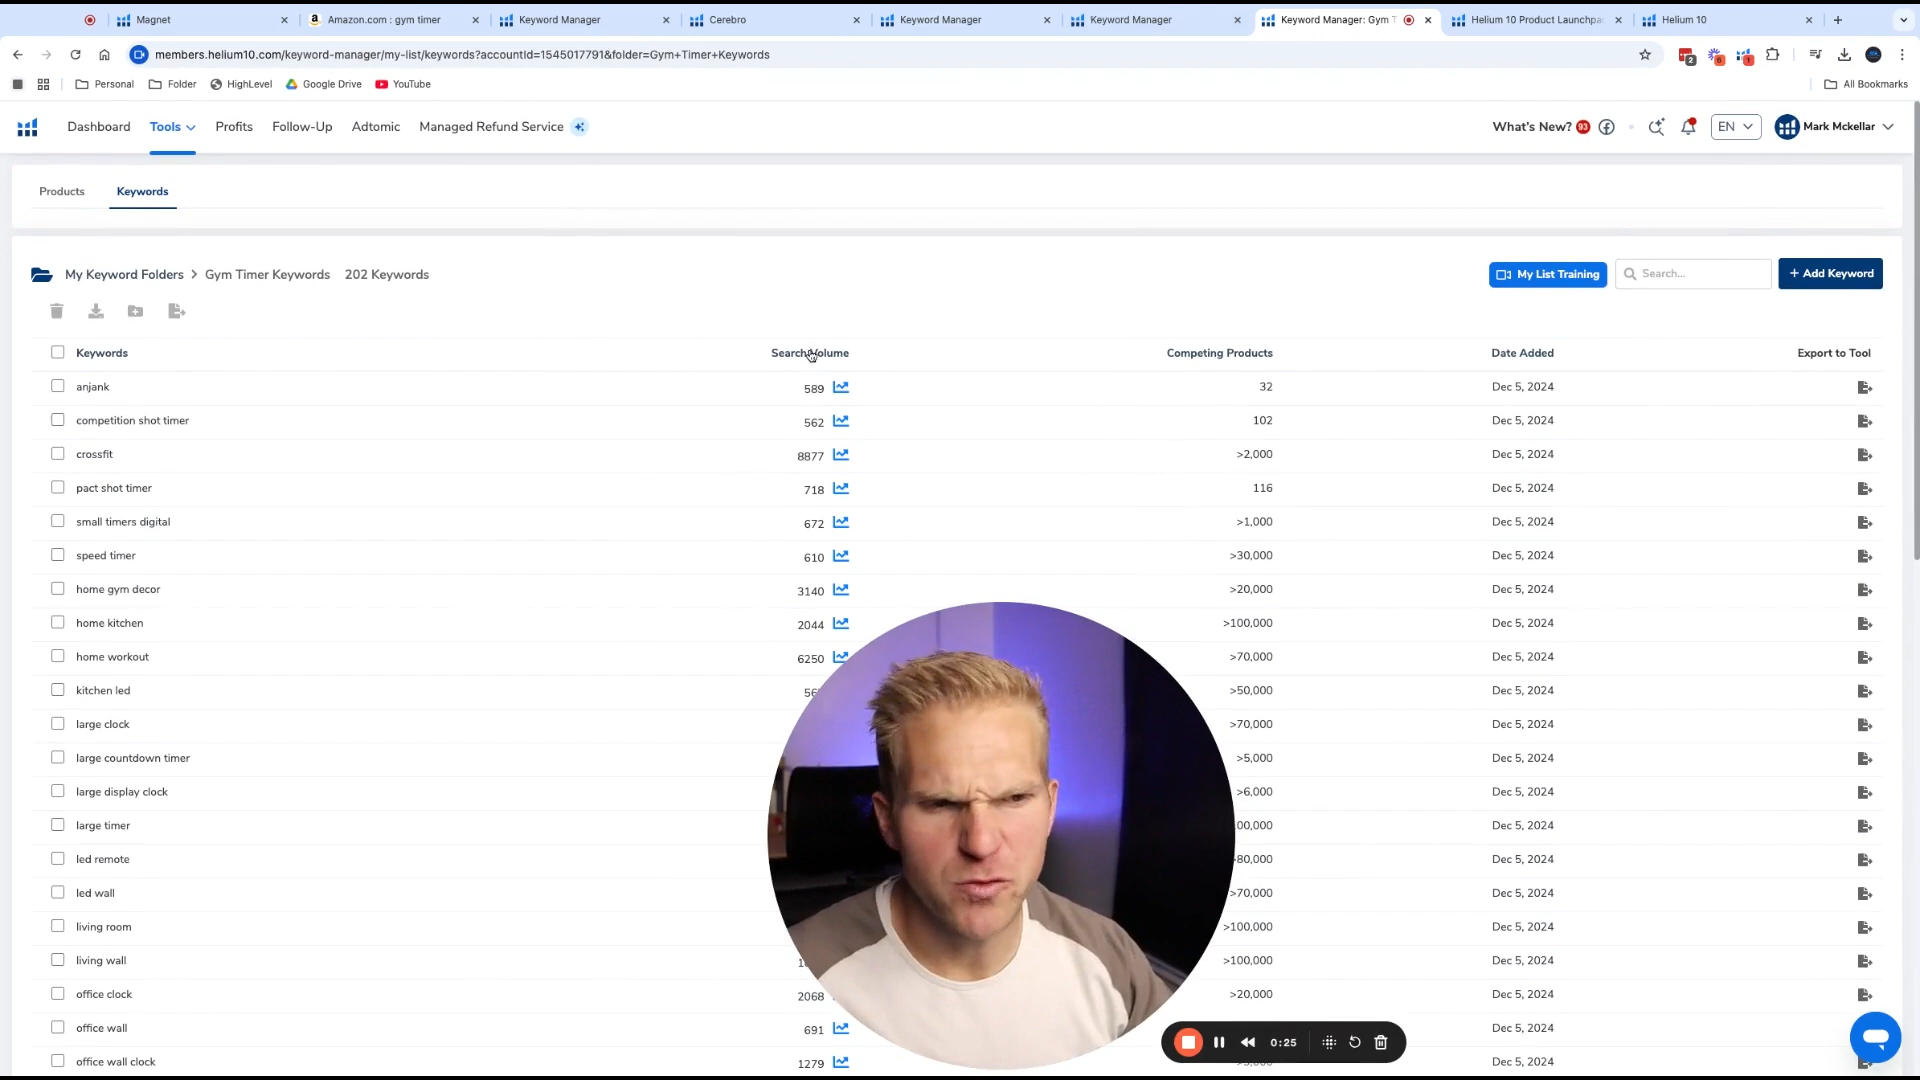 Magnet
Amazon.com : gym timer
Keyword Manager
Cerebro
Keyword Manager
Keyword Manager
Keyword Manager: Gym T
Helium 10 Product Launchpa
Helium 10
members.helium10.com/keyword-manager/my-list/keywords?accountId=1545017791&folder=Gym+Timer+Keywords
2
6
1
Personal
Folder
HighLevel
Google Drive
YouTube
All Bookmarks
Dashboard
Tools
Profits
Follow-Up
Adtomic
Managed Refund Service
What's New? 93
EN
Mark Mckellar
Products
Keywords
My Keyword Folders > Gym Timer Keywords 202 Keywords
My List Training
Search...
+ Add Keyword
Keywords Search Volume Competing Products Date Added Export to Tool
anjank 589 32 Dec 5, 2024
competition shot timer 562 102 Dec 5, 2024
crossfit 8877 >2,000 Dec 5, 2024
pact shot timer 718 116 Dec 5, 2024
small timers digital 672 >1,000 Dec 5, 2024
speed timer 610 >30,000 Dec 5, 2024
home gym decor 3140 >20,000 Dec 5, 2024
home kitchen 2044 >100,000 Dec 5, 2024
home workout 6250 >70,000 Dec 5, 2024
kitchen led >50,000 Dec 5, 2024
large clock >70,000 Dec 5, 2024
large countdown timer >5,000 Dec 5, 2024
large display clock >6,000 Dec 5, 2024
large timer 00,000 Dec 5, 2024
led remote 80,000 Dec 5, 2024
led wall >70,000 Dec 5, 2024
living room >100,000 Dec 5, 2024
living wall >100,000 Dec 5, 2024
office clock 2068 >20,000 Dec 5, 2024
office wall 691 Dec 5, 2024
office wall clock 1279 Dec 5, 2024
0:25